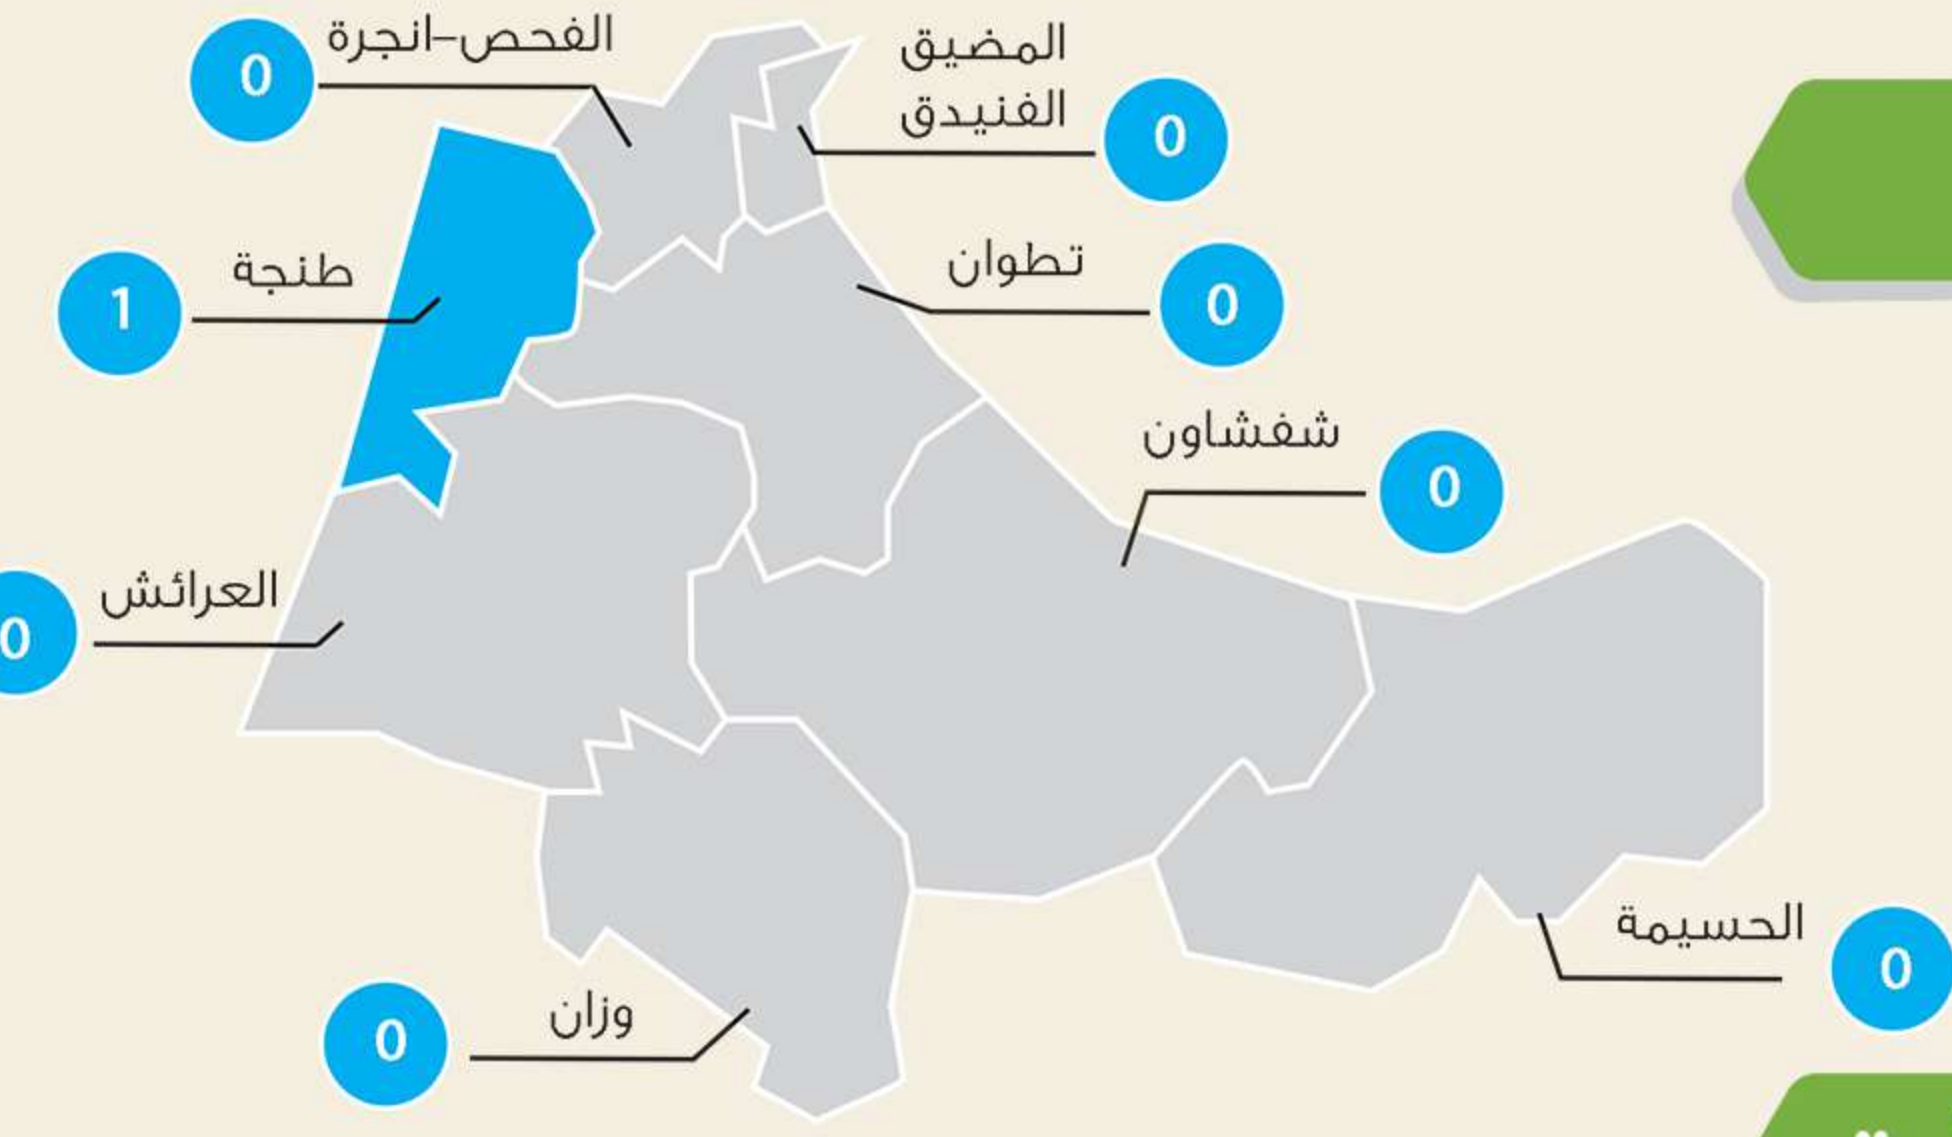 الفحص-انجرة
0
المضيق
الفنيدق
0
طنجة
1
تطوان
0
شفشاون
0
العرائش
0
الحسيمة
0
وزان
0